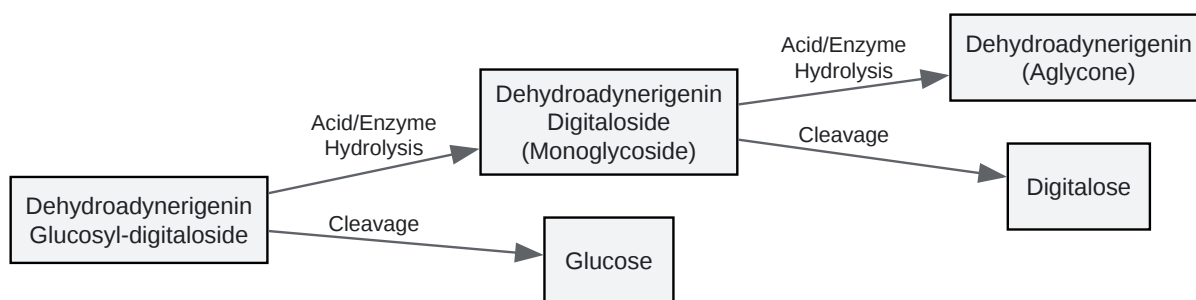 Dehydroadynerigenin
Glucosyl-digitaloside
Acid/Enzyme
Hydrolysis
Cleavage
Glucose
Dehydroadynerigenin
Digitaloside
(Monoglycoside)
Acid/Enzyme
Hydrolysis
Cleavage
Dehydroadynerigenin
(Aglycone)
Digitalose